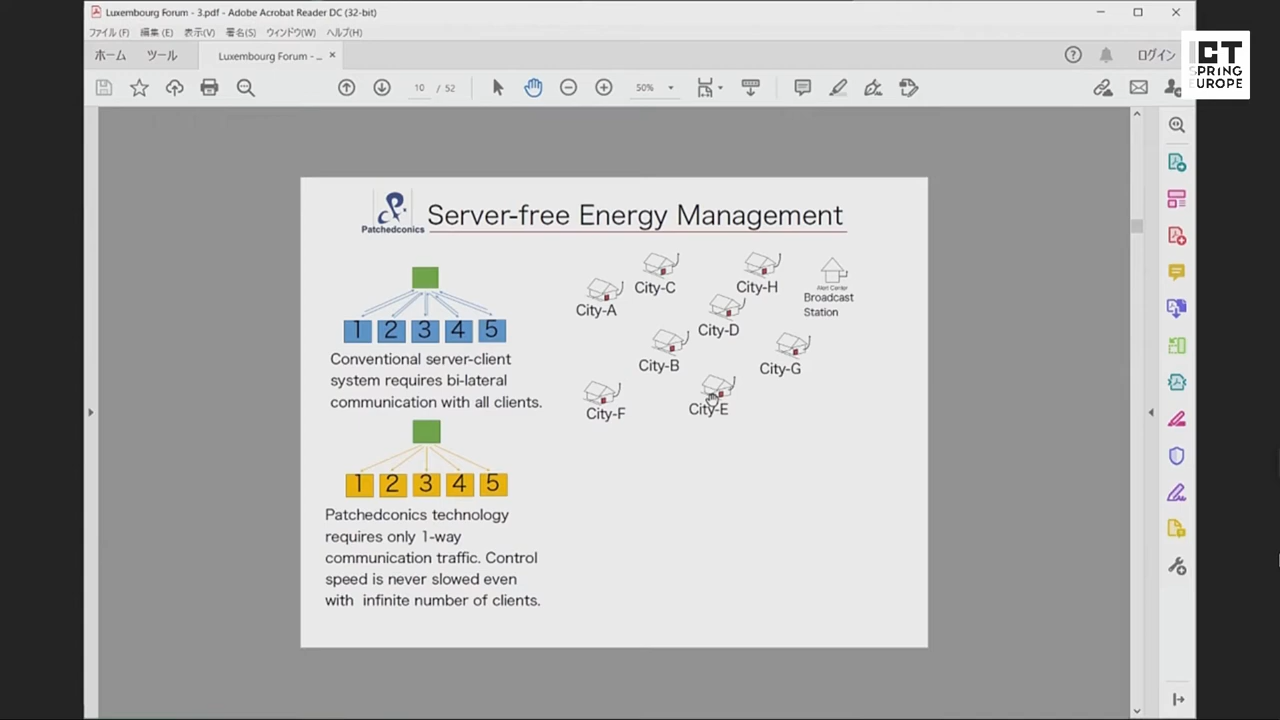 Luxembourg Forum - 3.pdf - Adobe Acrobat Reader DC (32-bit)
ファイル(F) 編集(E) 表示(V) 署名(S) ウィンドウ(W) ヘルプ(H)
ホーム ツール Luxembourg Forum - ... × ログイン
ICT
SPRING
EUROPE
10 / 52 50%
Patchedconics
Server-free Energy Management
1 2 3 4 5
Conventional server-client
system requires bi-lateral
communication with all clients.
1 2 3 4 5
Patchedconics technology
requires only 1-way
communication traffic. Control
speed is never slowed even
with infinite number of clients.
City-C
City-H
City-A
Alert Center
Broadcast
Station
City-D
City-B
City-G
City-E
City-F